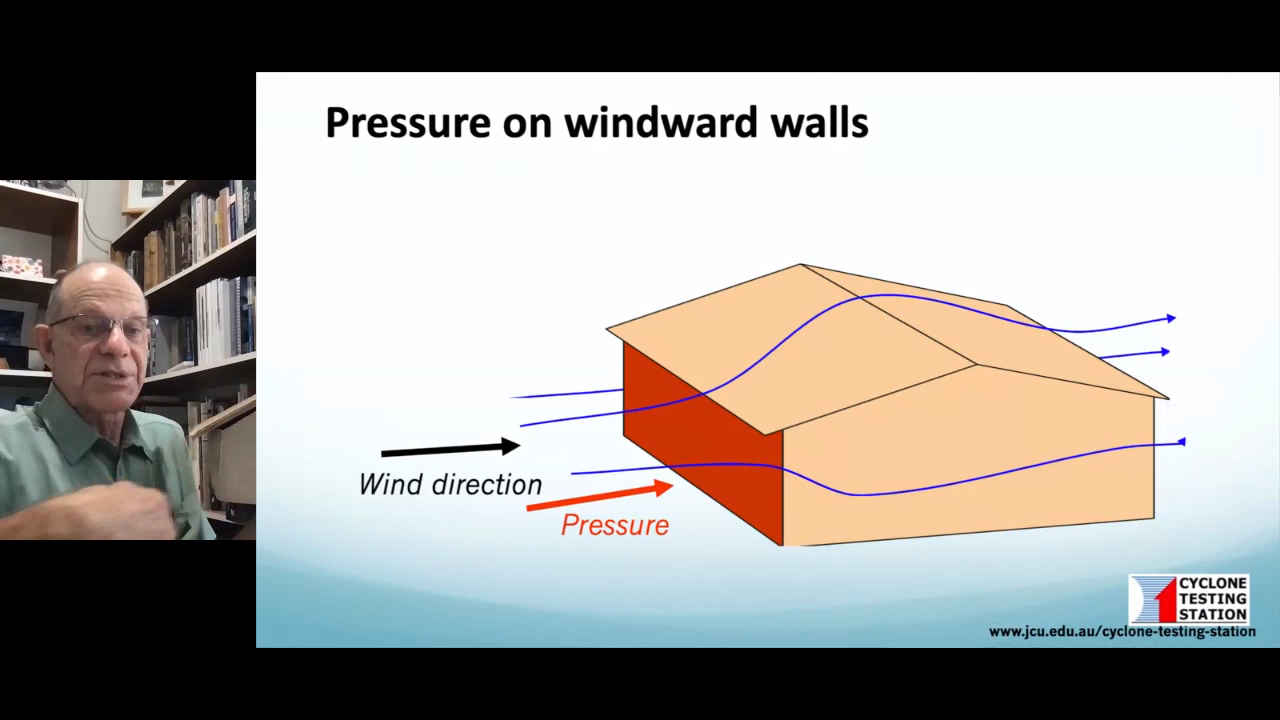 Pressure on windward walls
Wind direction
Pressure
CYCLONE
TESTING
STATION
www.jcu.edu.au/cyclone-testing-station